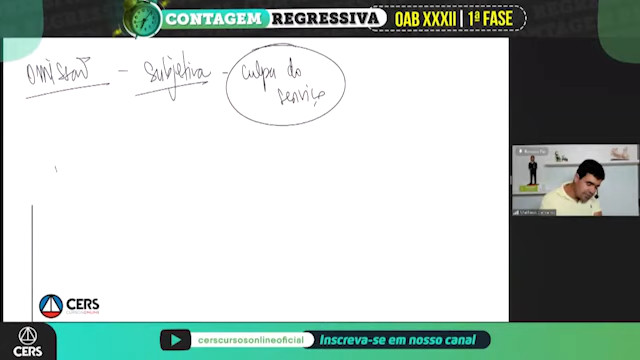 CONTAGEM REGRESSIVA OAB XXXII | 1ª FASE
omissão - subjetiva - culpa do
serviço
CERS
CERS
cerscursosonlineoficial Inscreva-se em nosso canal